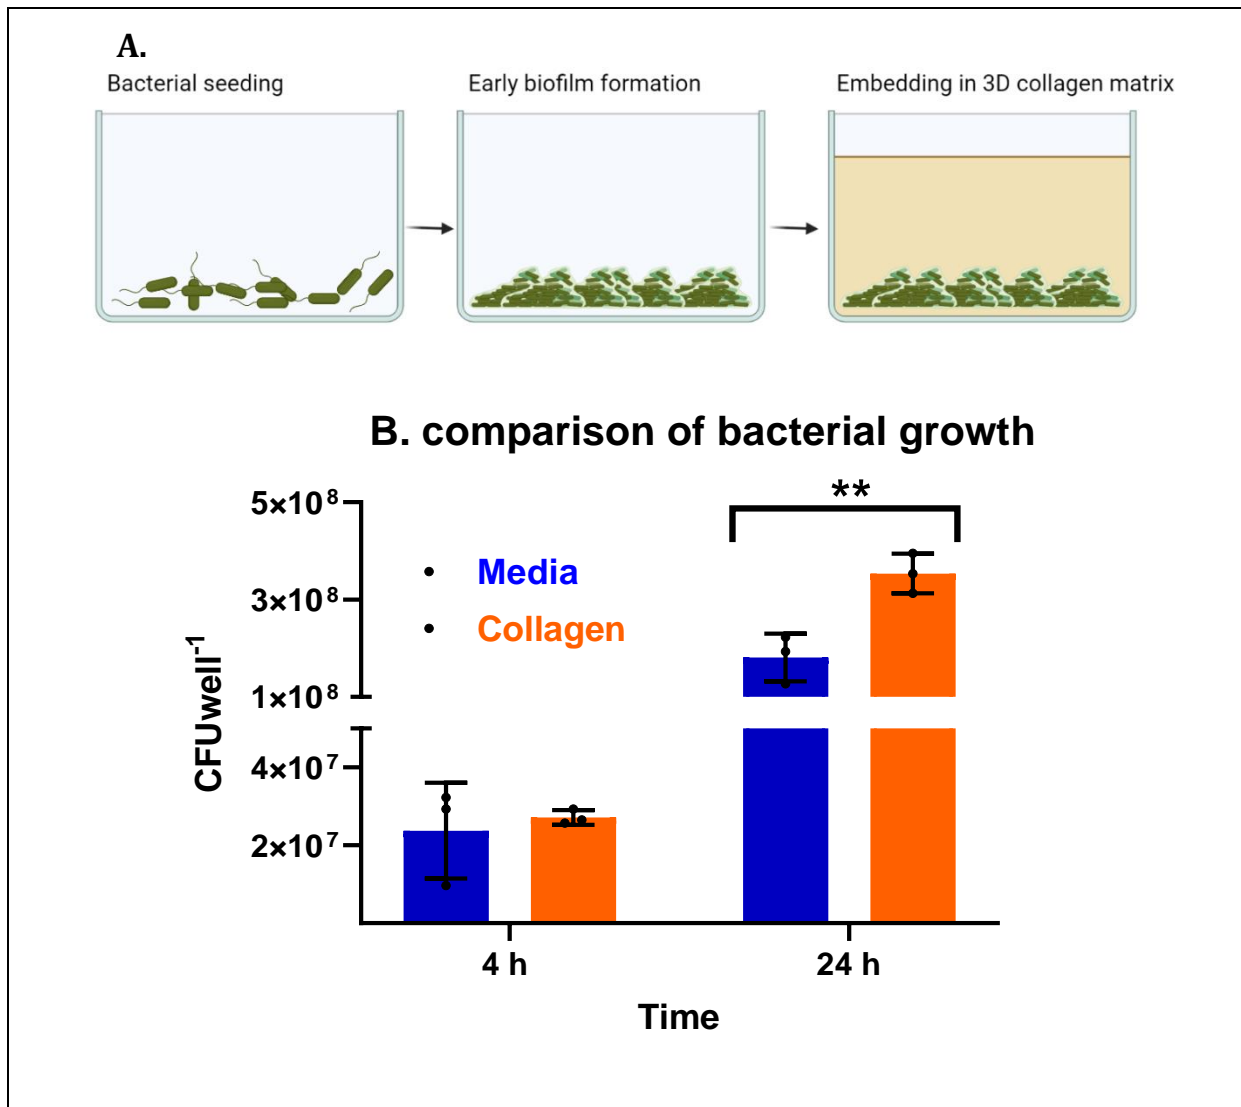 A.
Bacterial seeding
Early biofilm formation
Embedding in 3D collagen matrix
B. comparison of bacterial growth
**
5×10⁸
3×10⁸
1×10⁸
4×10⁷
2×10⁷
CFUwell⁻¹
Media
Collagen
4 h
24 h
Time